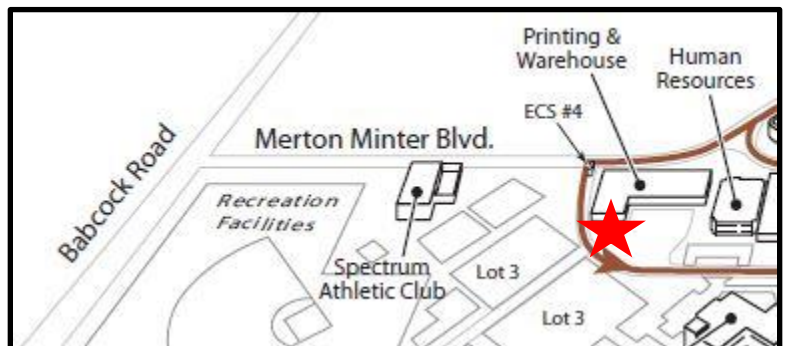 Printing &
Warehouse
Human
Resources
ECS #4
Merton Minter Blvd.
Babcock Road
Recreation
Facilities
Spectrum
Athletic Club
Lot 3
Lot 3